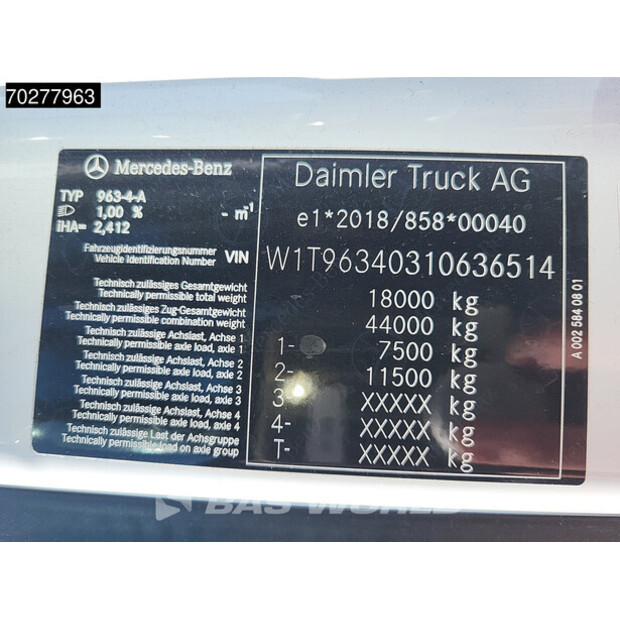 70277963
Mercedes-Benz
TYP 963-4-A
1,00 % - m⁻¹
iHA= 2,412
Fahrzeugidentifizierungsnummer
Vehicle Identification Number VIN
Technisch zulässiges Gesamtgewicht
Technically permissible total weight
Technisch zulässiges Zug-Gesamtgewicht
Technically permissible combination weight
Technisch zulässige Achslast, Achse 1
Technically permissible axle load, axle 1
Technisch zulässige Achslast, Achse 2
Technically permissible axle load, axle 2
Technisch zulässige Achslast, Achse 3
Technically permissible axle load, axle 3
Technisch zulässige Achslast, Achse 4
Technically permissible axle load, axle 4
Technisch zulässige Last der Achsgruppe
Technically permissible load on axle group
Daimler Truck AG
e1*2018/858*00040
W1T96340310636514
18000 kg
44000 kg
1- 7500 kg
2- 11500 kg
3- XXXXX kg
4- XXXXX kg
T- XXXXX kg
A 002 584 08 01
BAS WORLD